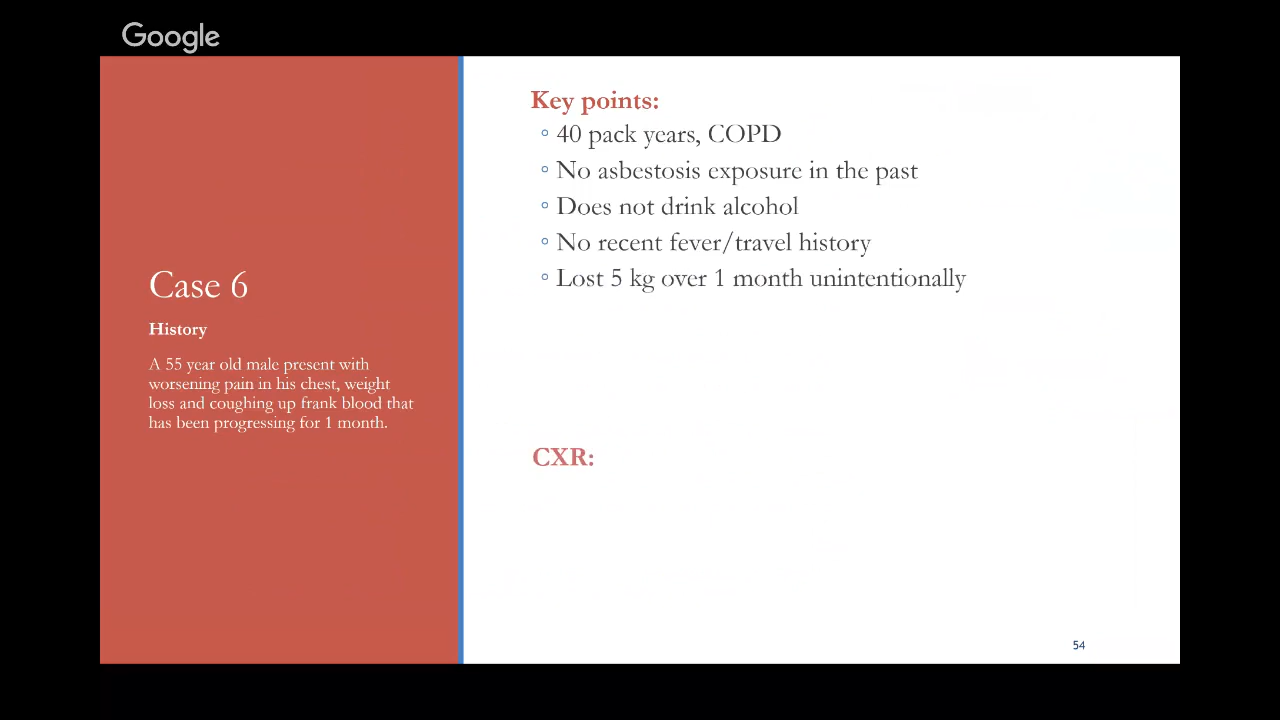 Google
Case 6
History
A 55 year old male present with
worsening pain in his chest, weight
loss and coughing up frank blood that
has been progressing for 1 month.
Key points:
◦ 40 pack years, COPD
◦ No asbestosis exposure in the past
◦ Does not drink alcohol
◦ No recent fever/travel history
◦ Lost 5 kg over 1 month unintentionally
CXR:
54